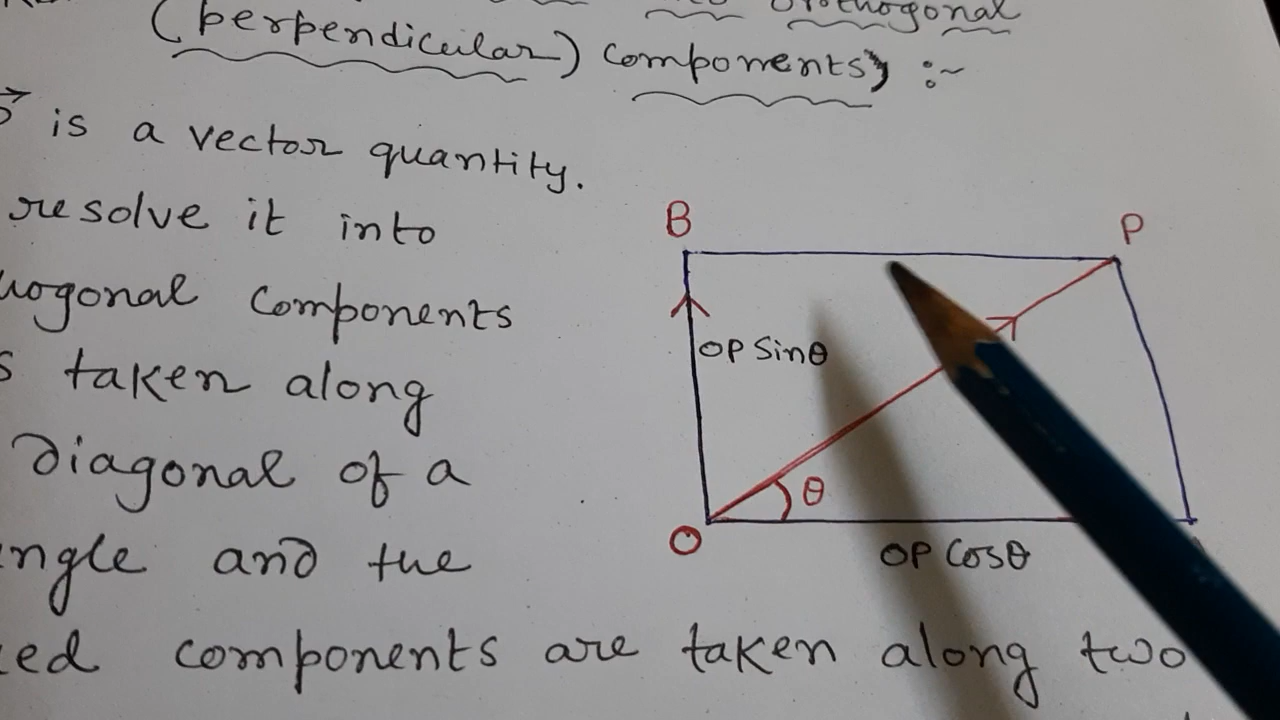 Orthogonal
(perpendicular) components) :~
is a vector quantity.
resolve it into
components
taken along
diagonal of a
and the
components are taken along two
B
P
OP Sinθ
θ
O
OP Cosθ